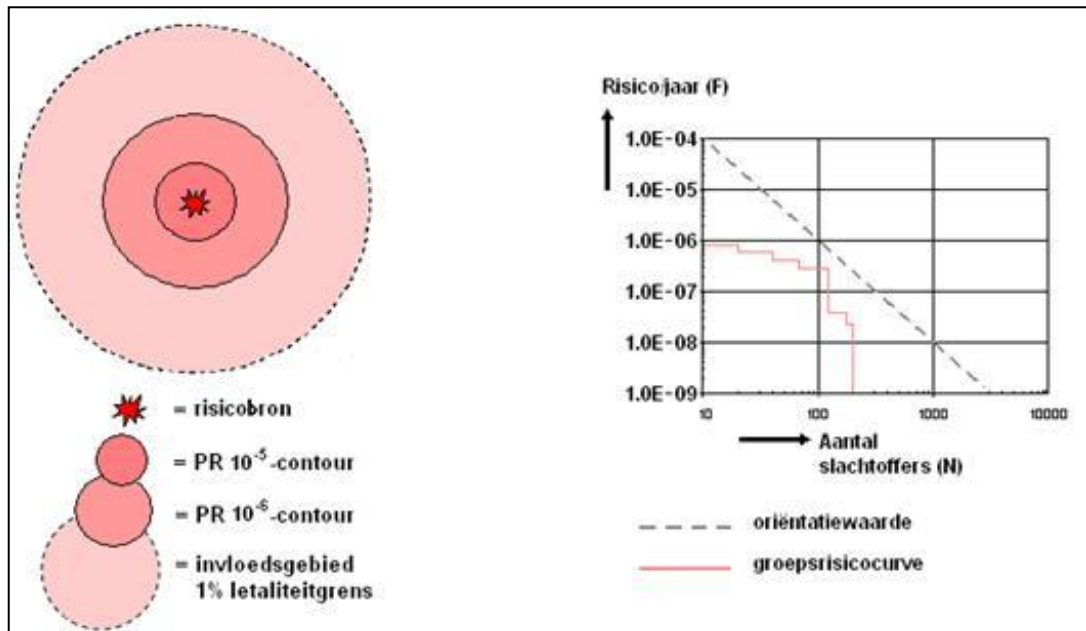 = risicobron
= PR 10⁻⁵-contour
= PR 10⁻⁶-contour
= invloedsgebied
1% letaliteitgrens
Risico/jaar (F)
1.0E-04
1.0E-05
1.0E-06
1.0E-07
1.0E-08
1.0E-09
10 100 1000 10000
Aantal
slachtoffers (N)
oriëntatiewaarde
groepsrisicocurve